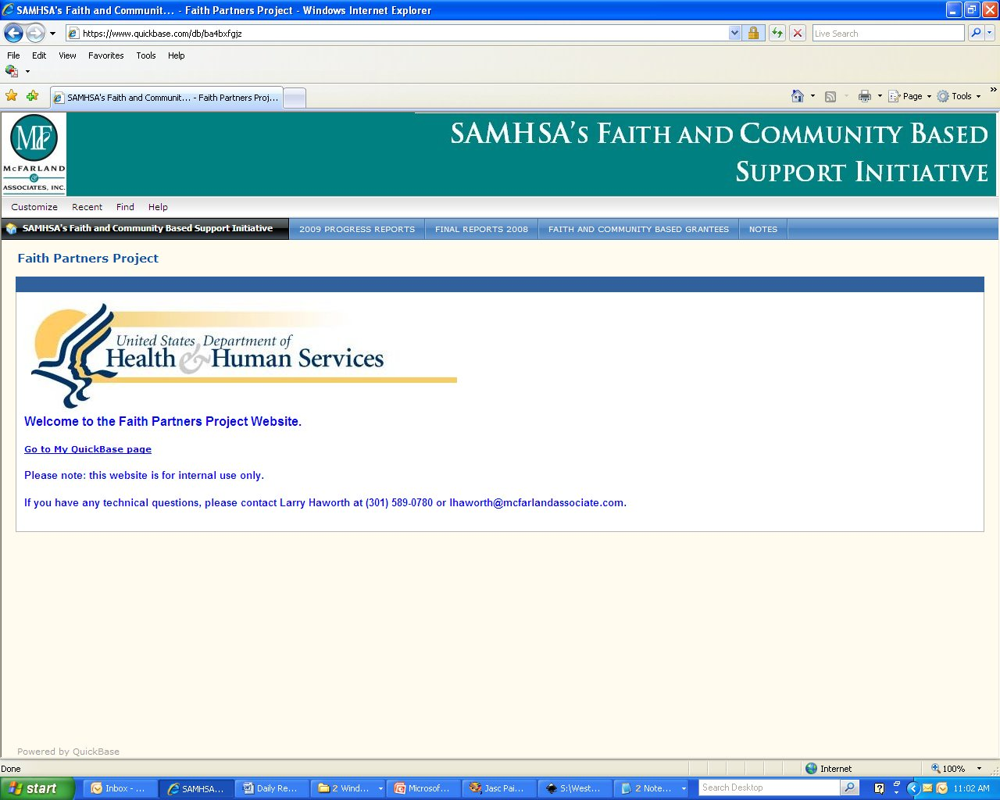 SAMHSA's Faith and Communit... - Faith Partners Project - Windows Internet Explorer
https://www.quickbase.com/db/ba4bxfgjz
Live Search
File Edit View Favorites Tools Help
SAMHSA's Faith and Communit... - Faith Partners Proj...
Page Tools
MF
MCFARLAND
&
ASSOCIATES, INC.
SAMHSA'S FAITH AND COMMUNITY BASED
SUPPORT INITIATIVE
Customize Recent Find Help
SAMHSA's Faith and Community Based Support Initiative 2009 PROGRESS REPORTS FINAL REPORTS 2008 FAITH AND COMMUNITY BASED GRANTEES NOTES
Faith Partners Project
United States Department of
Health & Human Services
Welcome to the Faith Partners Project Website.
Go to My QuickBase page
Please note: this website is for internal use only.
If you have any technical questions, please contact Larry Haworth at (301) 589-0780 or lhaworth@mcfarlandassociate.com.
Powered by QuickBase
Done Internet 100%
start Inbox - ... SAMHSA... Daily Re... 2 Wind... Microsof... Jasc Pai... S:\West... 2 Note... Search Desktop 11:02 AM